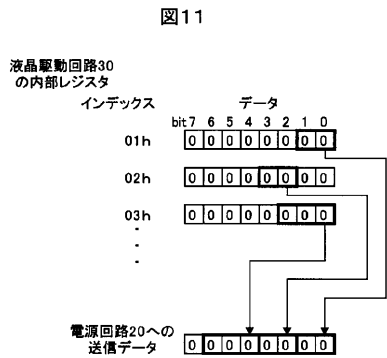 図11
液晶駆動回路30
の内部レジスタ
インデックス データ
bit 7 6 5 4 3 2 1 0
01h 0 0 0 0 0 0 0 0
02h 0 0 0 0 0 0 0 0
03h 0 0 0 0 0 0 0 0
電源回路20への
送信データ
0 0 0 0 0 0 0 0